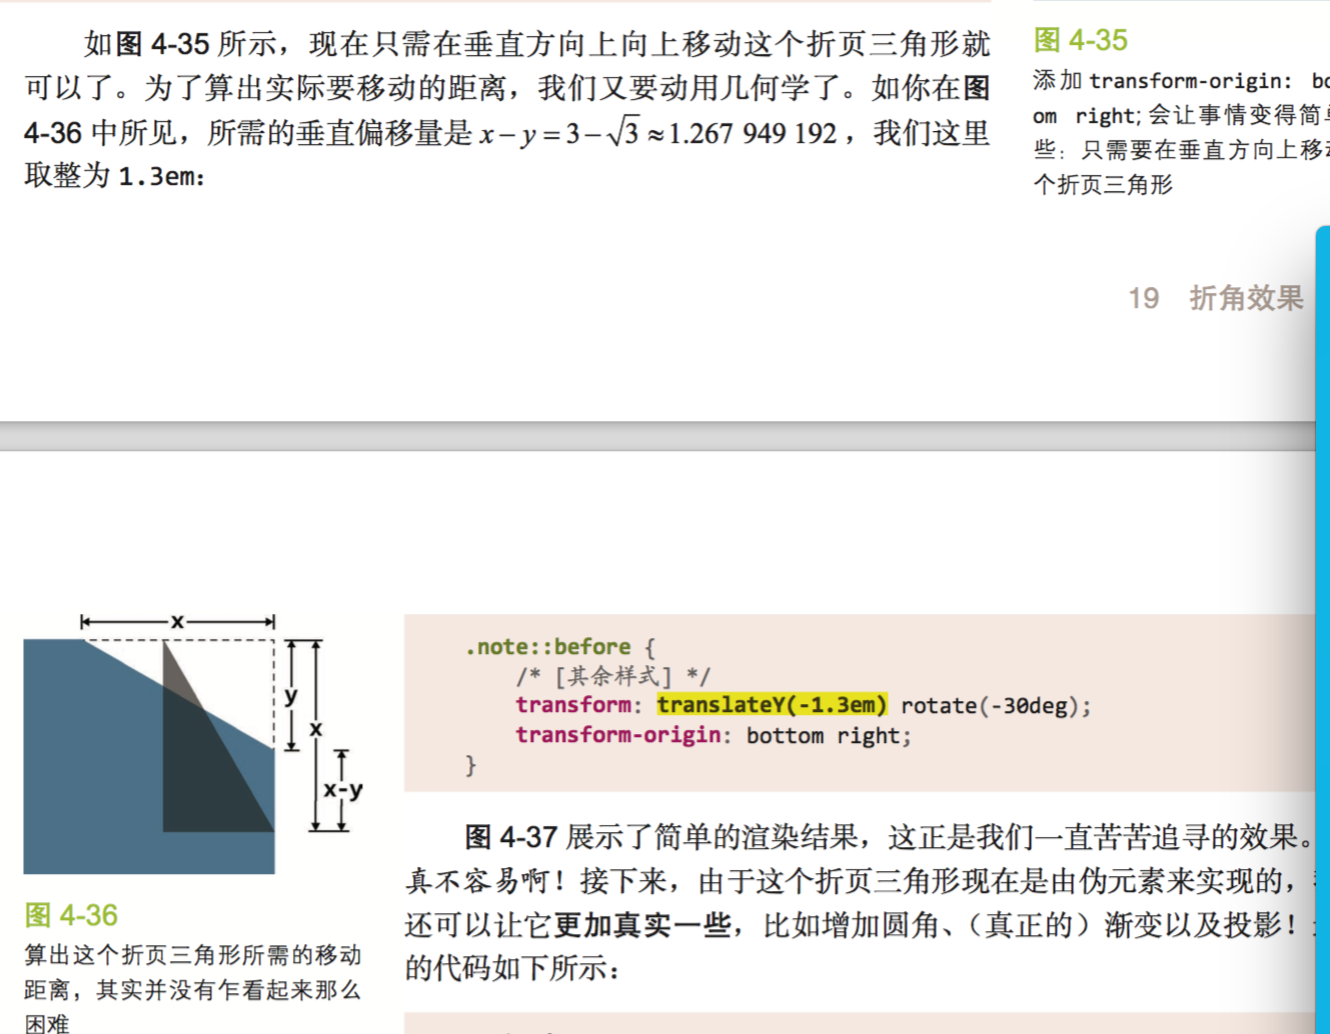 如图 4-35 所示，现在只需在垂直方向上向上移动这个折页三角形就
可以了。为了算出实际要移动的距离，我们又要动用几何学了。如你在图
4-36 中所见，所需的垂直偏移量是 x − y = 3 − √3 ≈ 1.267 949 192，我们这里
取整为 1.3em：
图 4-35
添加 transform-origin: bo
om right; 会让事情变得简
些：只需要在垂直方向上移
个折页三角形
19 折角效果
x
y
x
x-y
图 4-36
算出这个折页三角形所需的移动
距离，其实并没有乍看起来那么
困难
.note::before {
/* [其余样式] */
transform: translateY(-1.3em) rotate(-30deg);
transform-origin: bottom right;
}
图 4-37 展示了简单的渲染结果，这正是我们一直苦苦追寻的效果。
真不容易啊！接下来，由于这个折页三角形现在是由伪元素来实现的，
还可以让它更加真实一些，比如增加圆角、（真正的）渐变以及投影！
的代码如下所示：